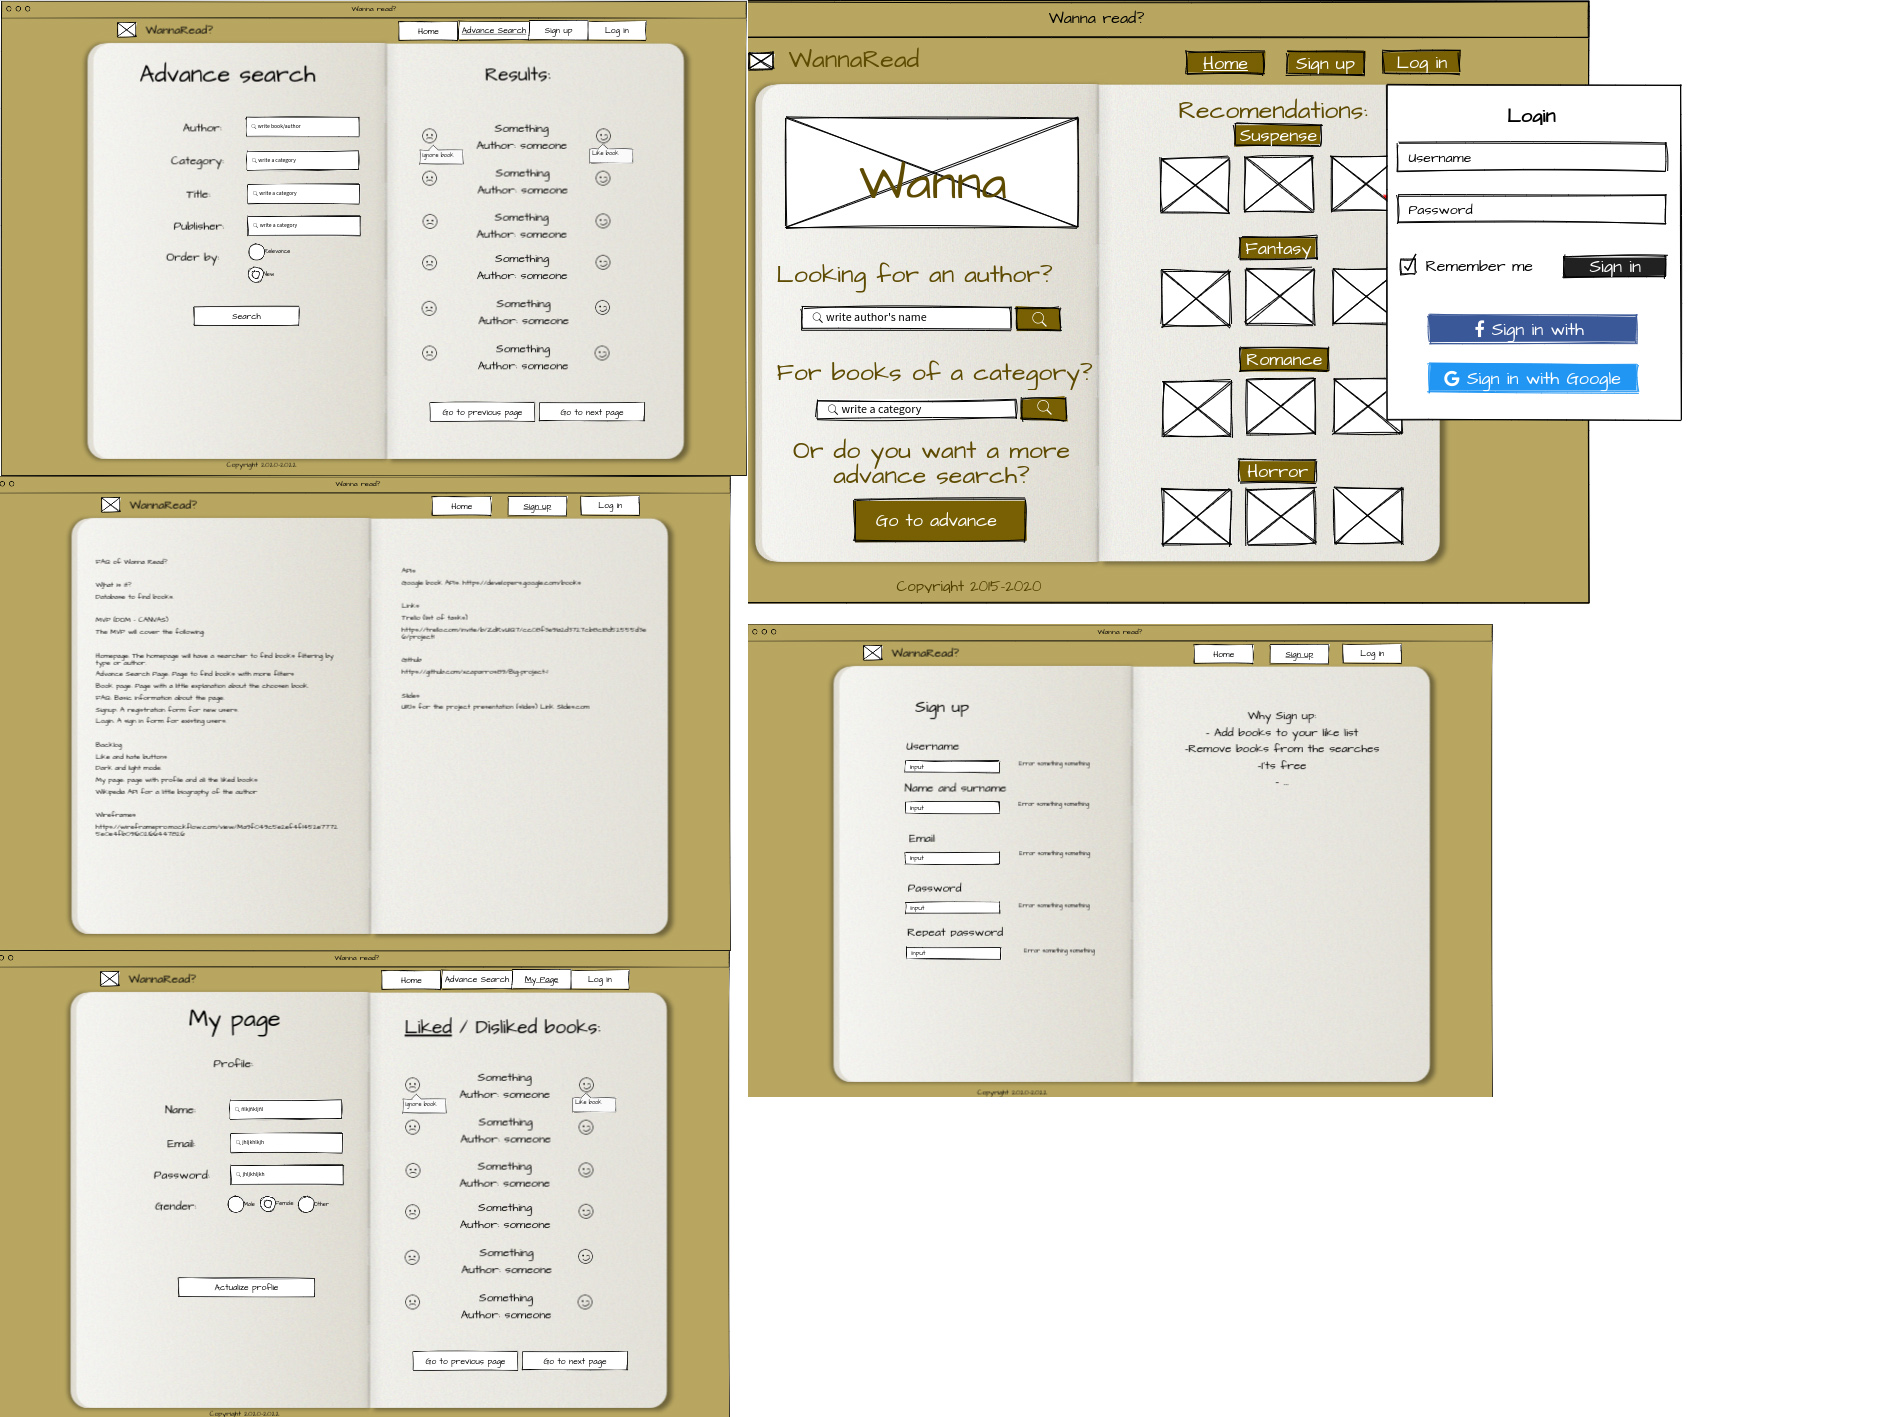 Wanna read?
WannaRead?
Home
Advance Search
Sign up
Log in
Advance search
Author:
write book/author
Category:
write a category
Title:
write a category
Publisher:
write a category
Order by:
Relevance
New
Search
Results:
Something
Author: someone
Ignore book
Like book
Something
Author: someone
Something
Author: someone
Something
Author: someone
Something
Author: someone
Something
Author: someone
Go to previous page
Go to next page
Copyright 2020-2022
Wanna read?
WannaRead
Home
Sign up
Log in
Wanna
Looking for an author?
write author's name
For books of a category?
write a category
Or do you want a more
advance search?
Go to advance
Recomendations:
Suspense
Fantasy
Romance
Horror
Copyright 2015-2020
Login
Username
Password
Remember me
Sign in
Sign in with
Sign in with Google
Wanna read?
WannaRead?
Home
Sign up
Log in
FAQ of Wanna Read?
What is it?
Database to find books
MVP (DOM - CANVAS)
The MVP will cover the following
Homepage. The homepage will have a searcher to find books filtering by
type or author
Advance Search Page. Page to find books with more filters
Book page. Page with a little explanation about the choosen book.
FAQ. Basic information about the page.
Signup. A registration form for new users
Login. A sign in form for existing users
Backlog
Like and hate buttons
Dark and light mode
My page: page with profile and all the liked books
Wikipedia API for a little biography of the author
Wireframes
APIs
Google book APIs: https://developers.google.com/books
Links
Trello (list of tasks)
Github
Slides
URls for the project presentation (slides) Link Slides.com
Wanna read?
WannaRead?
Home
Sign up
Log in
Sign up
Username
input
Error something something
Name and surname
input
Error something something
Email
input
Error something something
Password
input
Error something something
Repeat password
input
Error something something
Why Sign up:
- Add books to your like list
-Remove books from the searches
-It's free
- ...
Copyright 2020-2022
Wanna read?
WannaRead?
Home
Advance Search
My Page
Log in
My page
Profile:
Name:
Email:
Password:
Gender:
Male
Female
Other
Actualize profile
Liked / Disliked books:
Something
Author: someone
Ignore book
Like book
Something
Author: someone
Something
Author: someone
Something
Author: someone
Something
Author: someone
Something
Author: someone
Go to previous page
Go to next page
Copyright 2020-2022